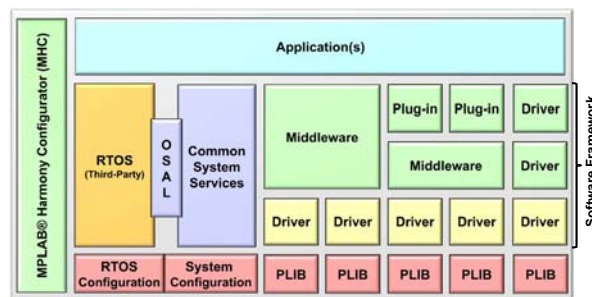 MPLAB® Harmony Configurator (MHC)
Application(s)
RTOS
(Third-Party)
O
S
A
L
Common
System
Services
Middleware
Plug-in
Plug-in
Driver
Middleware
Driver
Driver
Driver
Driver
Driver
Driver
Software Framework
RTOS
Configuration
System
Configuration
PLIB
PLIB
PLIB
PLIB
PLIB